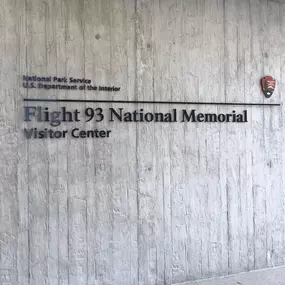 National Park Service
U.S. Department of the Interior
Flight 93 National Memorial
Visitor Center